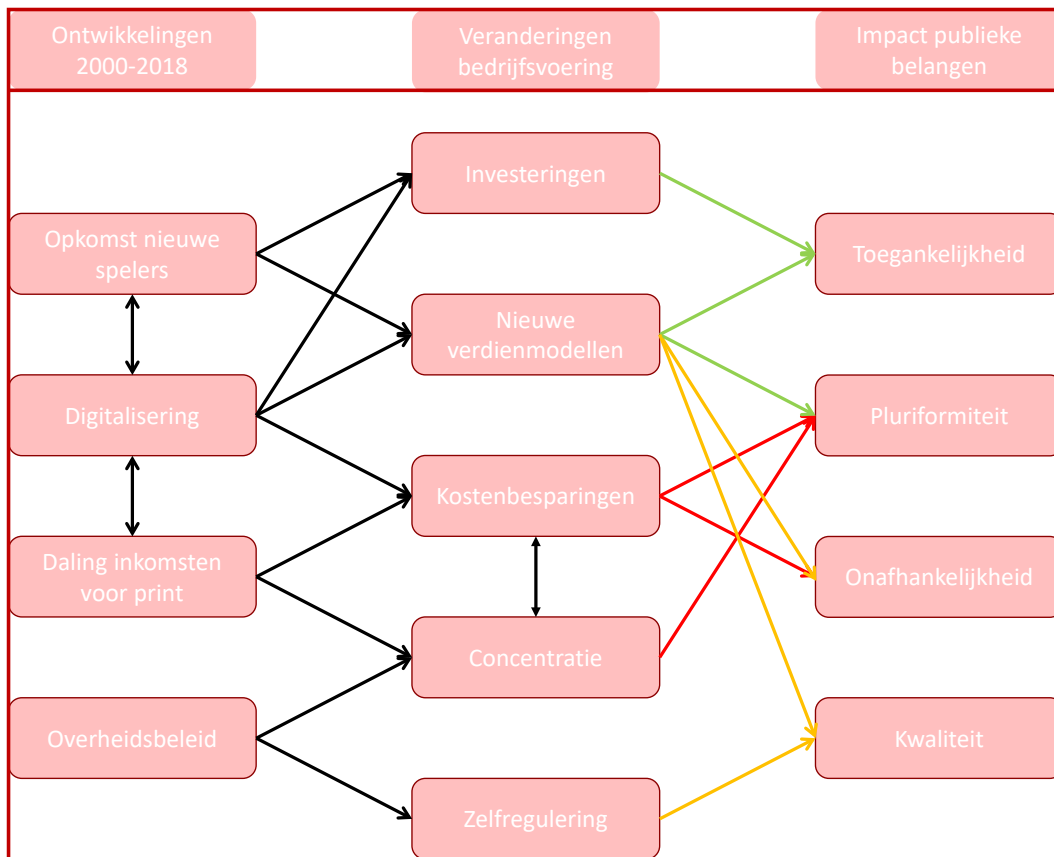 Ontwikkelingen
2000-2018
Veranderingen
bedrijfsvoering
Impact publieke
belangen
Investeringen
Opkomst nieuwe
spelers
Toegankelijkheid
Nieuwe
verdienmodellen
Digitalisering
Pluriformiteit
Kostenbesparingen
Daling inkomsten
voor print
Onafhankelijkheid
Concentratie
Overheidsbeleid
Kwaliteit
Zelfregulering